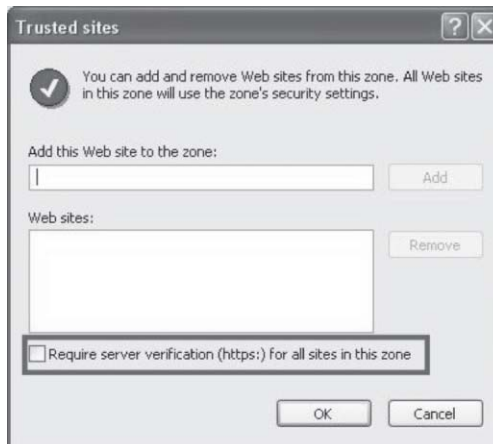 Trusted sites
You can add and remove Web sites from this zone. All Web sites
in this zone will use the zone's security settings.
Add this Web site to the zone:
Add
Web sites:
Remove
Require server verification (https:) for all sites in this zone
OK
Cancel